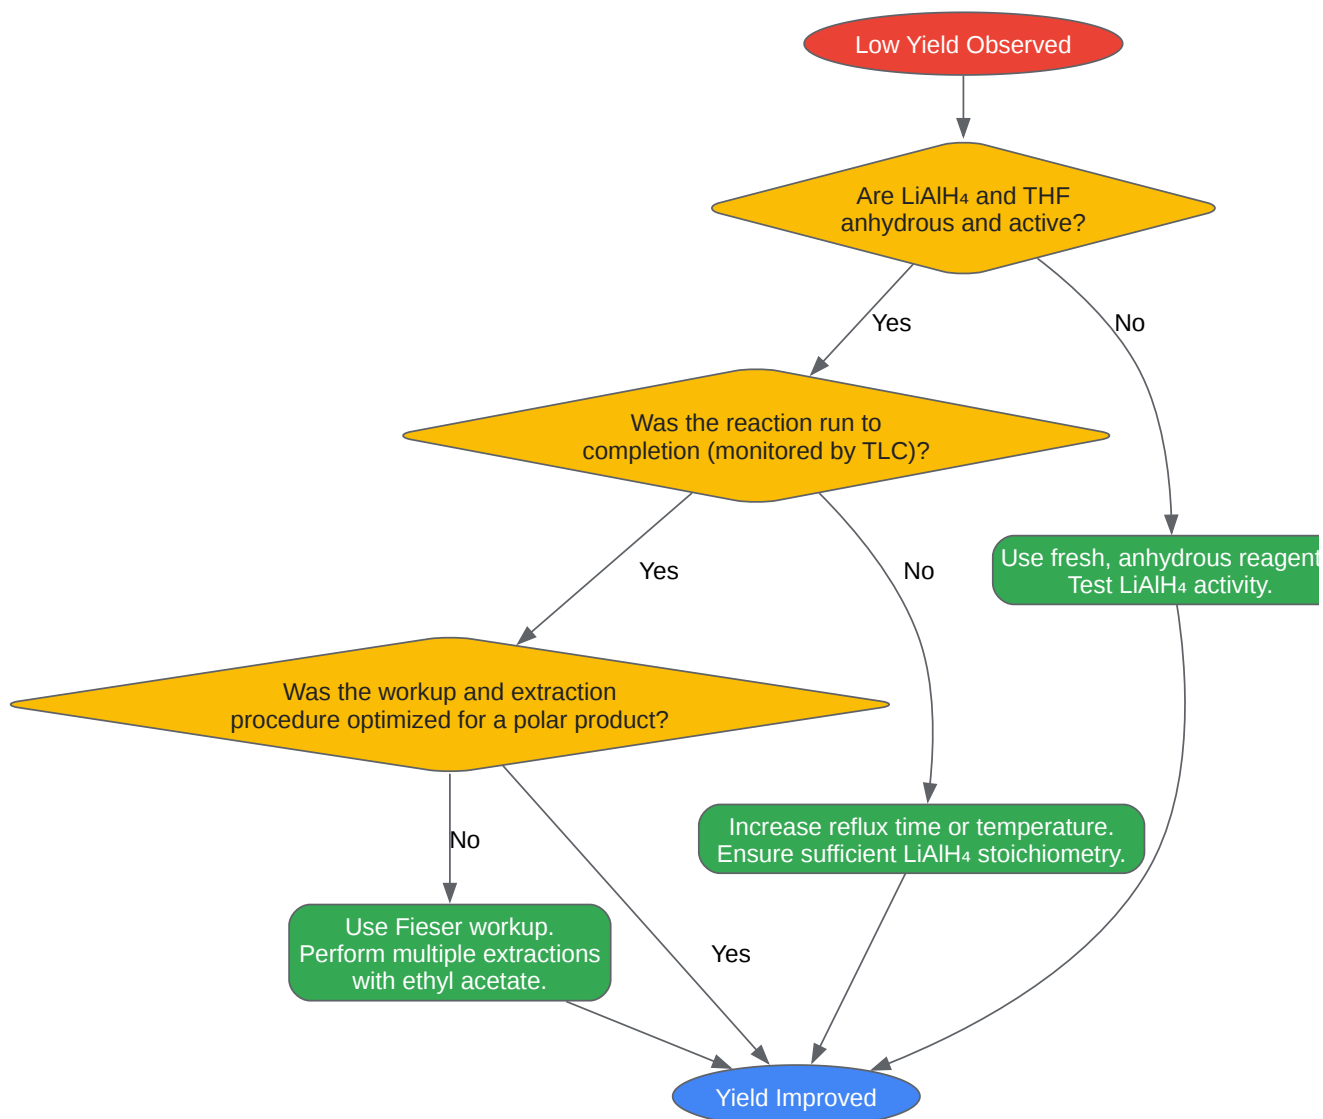 Low Yield Observed
Are LiAlH₄ and THF
anhydrous and active?
Yes
No
Was the reaction run to
completion (monitored by TLC)?
Yes
No
Use fresh, anhydrous reagent
Test LiAlH₄ activity.
Was the workup and extraction
procedure optimized for a polar product?
No
Yes
Increase reflux time or temperature.
Ensure sufficient LiAlH₄ stoichiometry.
Use Fieser workup.
Perform multiple extractions
with ethyl acetate.
Yield Improved